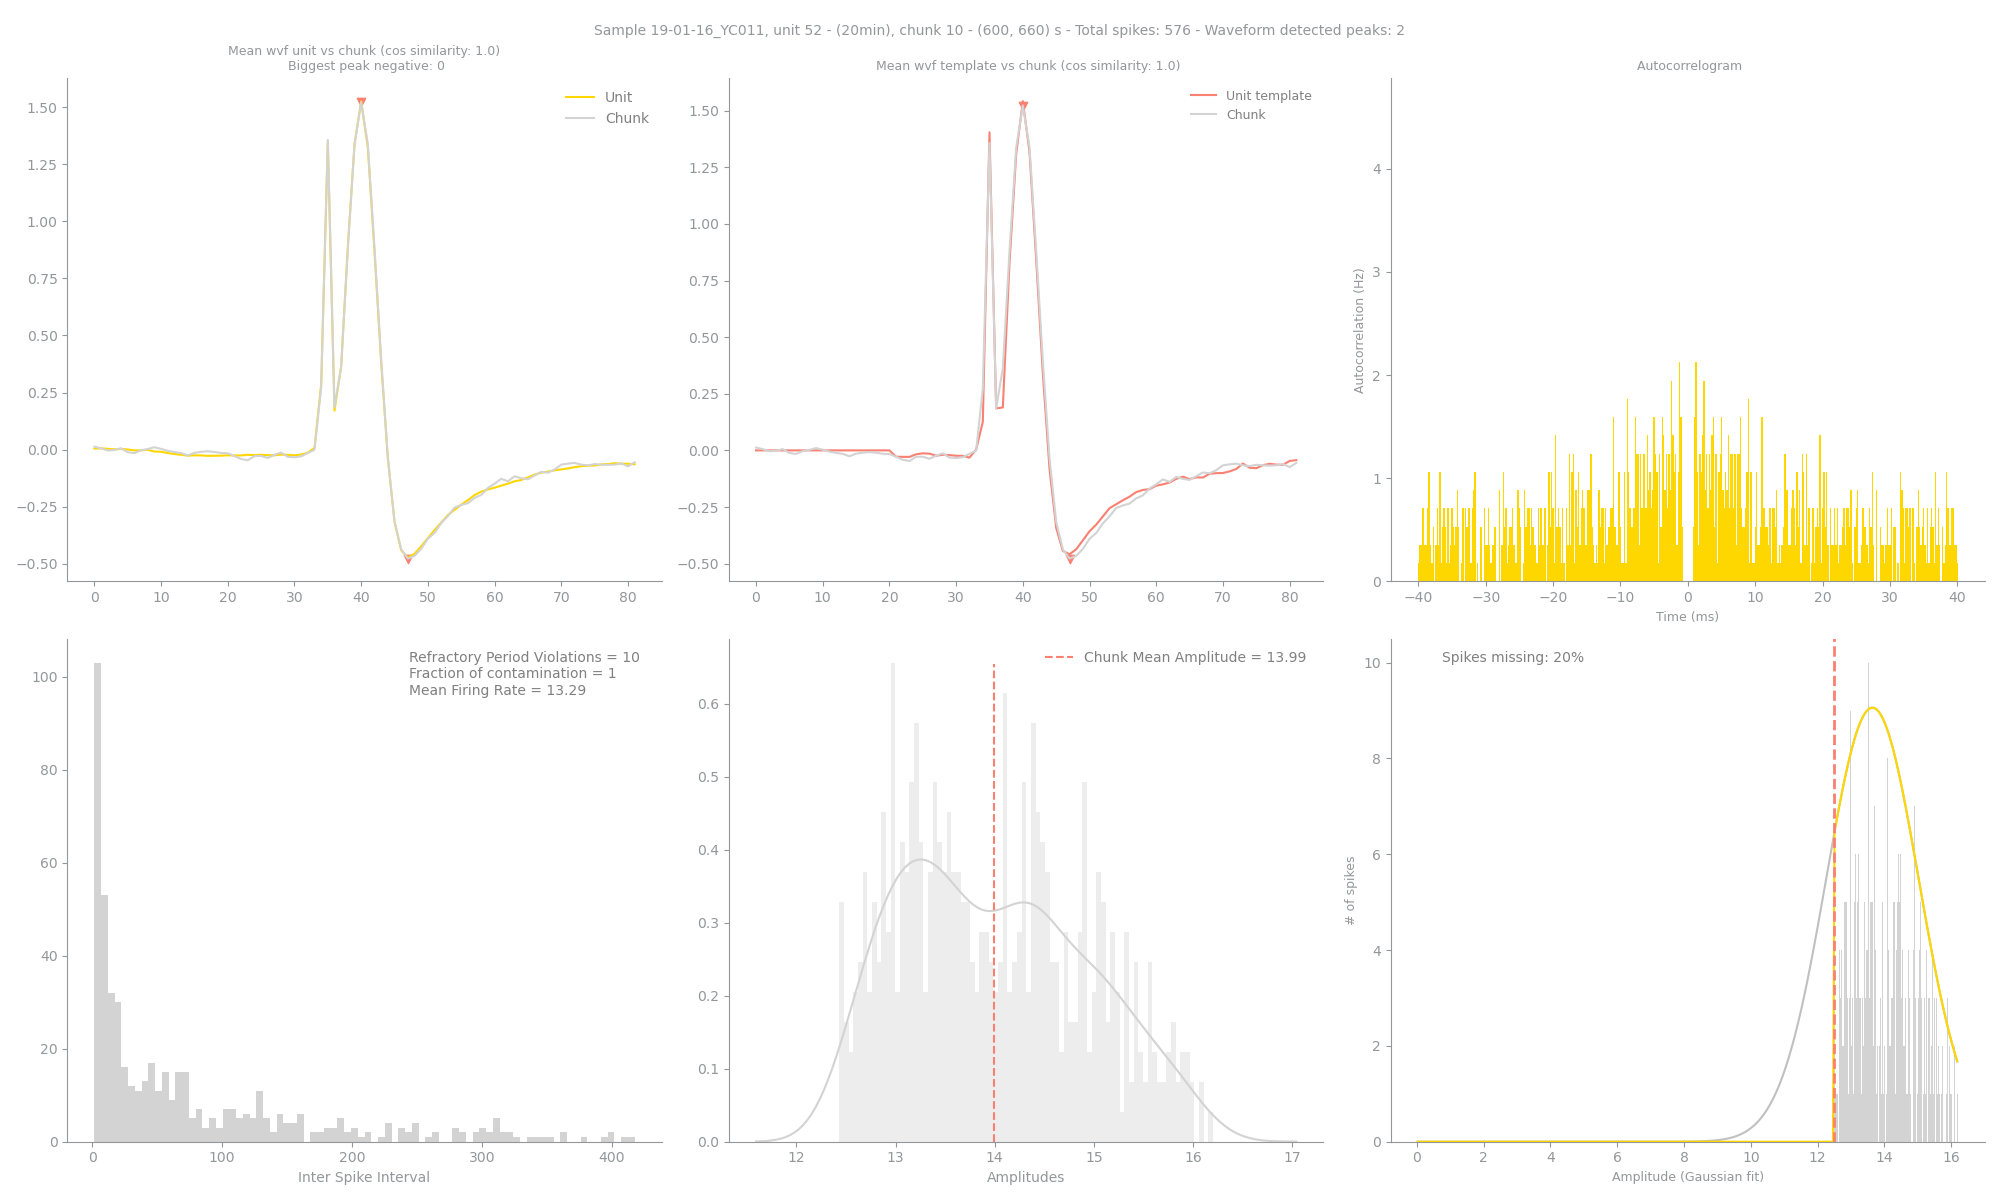 Sample 19-01-16_YC011, unit 52 - (20min), chunk 10 - (600, 660) s - Total spikes: 576 - Waveform detected peaks: 2
Mean wvf unit vs chunk (cos similarity: 1.0)
Biggest peak negative: 0
Unit
Chunk
1.50
1.25
1.00
0.75
0.50
0.25
0.00
−0.25
−0.50
0 10 20 30 40 50 60 70 80
Mean wvf template vs chunk (cos similarity: 1.0)
Unit template
Chunk
1.50
1.25
1.00
0.75
0.50
0.25
0.00
−0.25
−0.50
0 10 20 30 40 50 60 70 80
Autocorrelogram
Autocorrelation (Hz)
4
3
2
1
0
−40 −30 −20 −10 0 10 20 30 40
Time (ms)
Refractory Period Violations = 10
Fraction of contamination = 1
Mean Firing Rate = 13.29
100
80
60
40
20
0
0 100 200 300 400
Inter Spike Interval
Chunk Mean Amplitude = 13.99
0.6
0.5
0.4
0.3
0.2
0.1
0.0
12 13 14 15 16 17
Amplitudes
Spikes missing: 20%
# of spikes
10
8
6
4
2
0
0 2 4 6 8 10 12 14 16
Amplitude (Gaussian fit)